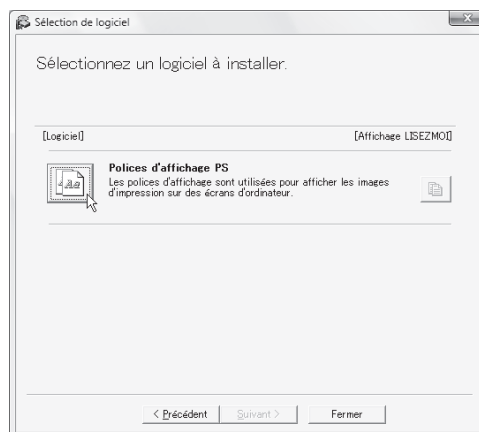 Sélection de logiciel
Sélectionnez un logiciel à installer.
[Logiciel] [Affichage LISEZMOI]
Aa
Polices d'affichage PS
Les polices d'affichage sont utilisées pour afficher les images
d'impression sur des écrans d'ordinateur.
< Précédent Suivant > Fermer